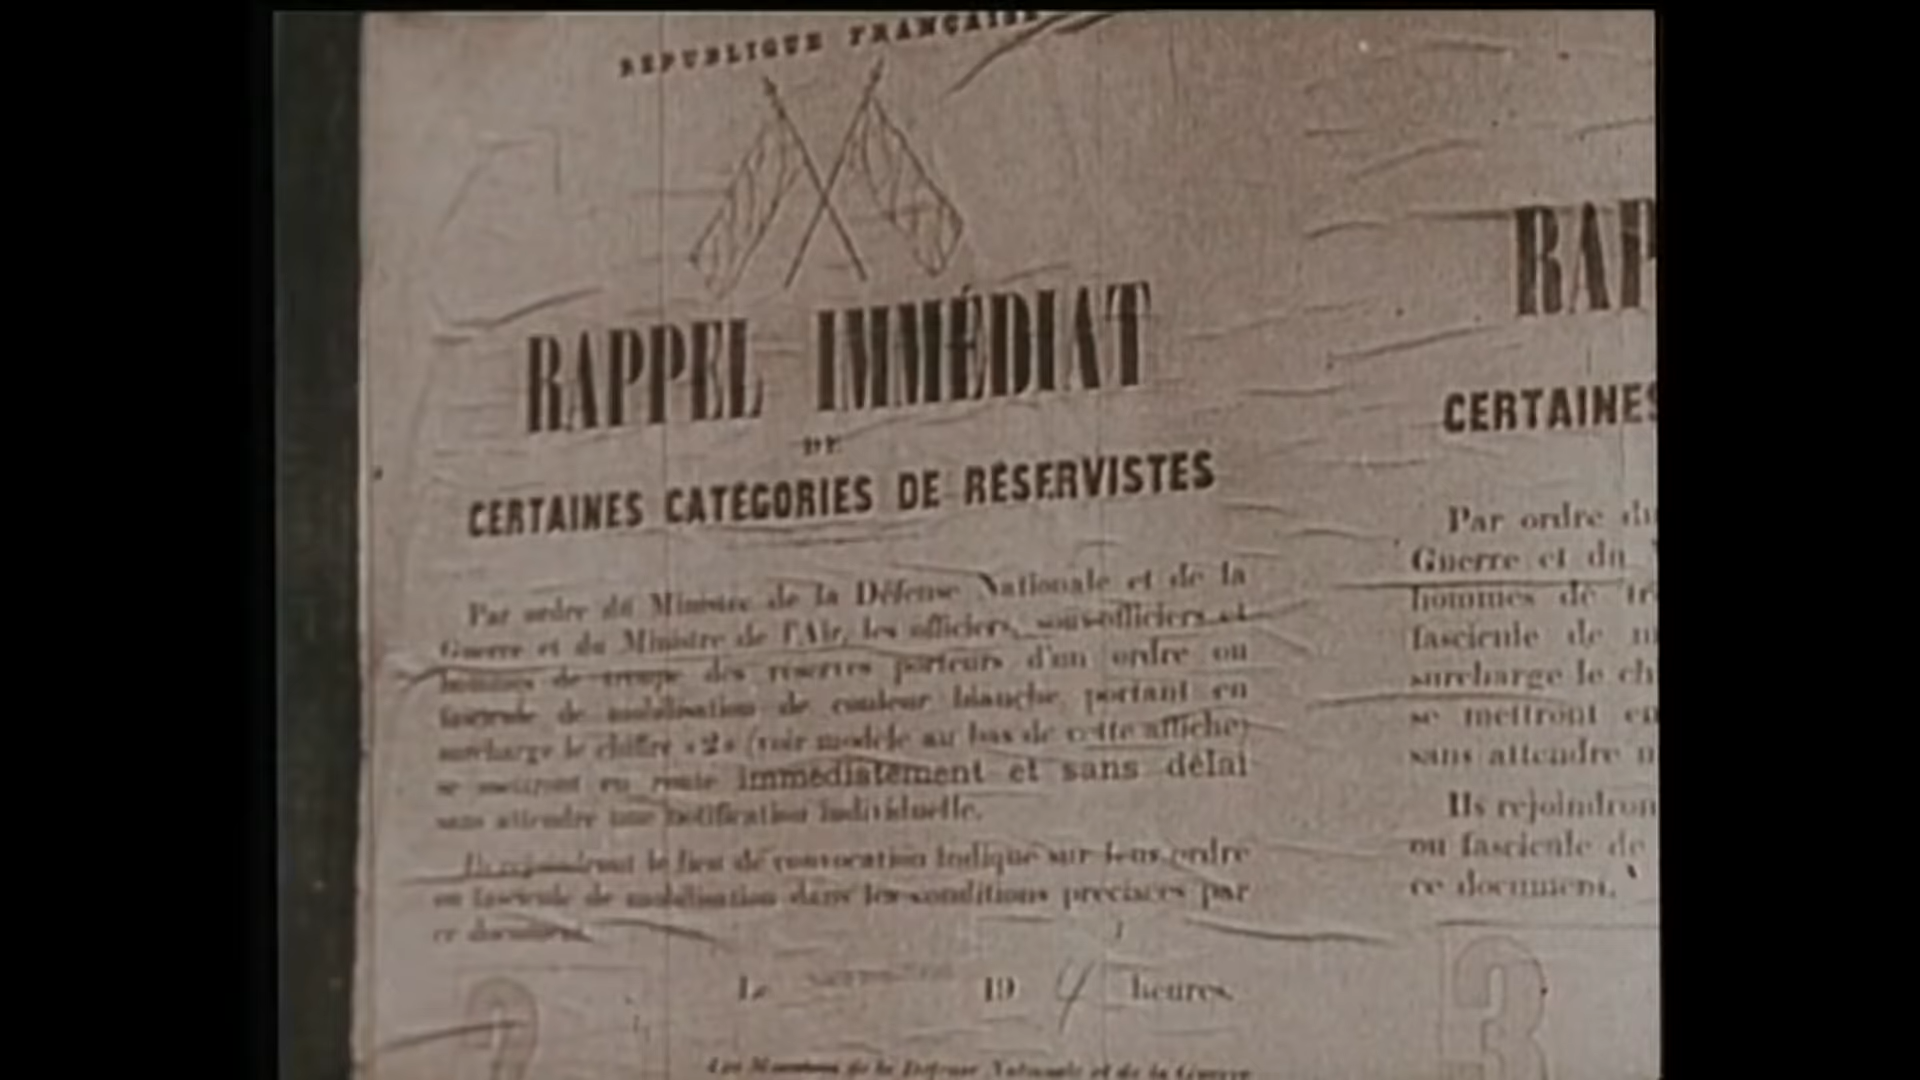 RÉPUBLIQUE FRANÇAISE
RAPPEL IMMÉDIAT
DE
CERTAINES CATÉGORIES DE RÉSERVISTES
Par ordre du Ministre de la Défense Nationale et de la
Guerre et du Ministre de l'Air, les officiers, sous-officiers et
hommes de troupe des réserves porteurs d'un ordre ou
fascicule de mobilisation de couleur blanche, portant en
surcharge le chiffre «2» (voir modèle au bas de cette affiche)
se mettront en route immédiatement et sans délai
sans attendre une notification individuelle.
Ils rejoindront le lieu de convocation indiqué sur leur ordre
ou fascicule de mobilisation dans les conditions précisées par
ce document.
Le 19 4 heures.
2
de la Défense Nationale et de la Guerre
RAP
CERTAINES
Par ordre du
Guerre et du
hommes de tr
fascicule de m
surcharge le ch
se mettront en
sans attendre
Ils rejoindron
ou fascicule de
ce document.
3